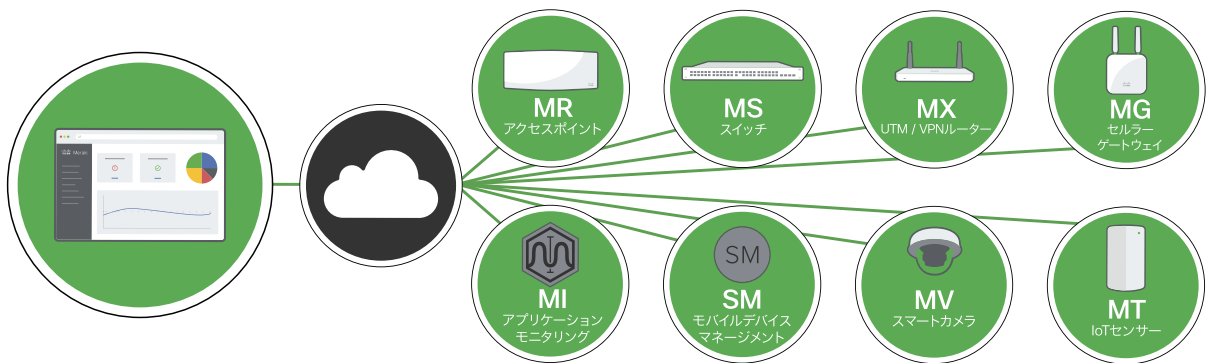 Meraki
MR
アクセスポイント
MS
スイッチ
MX
UTM / VPNルーター
MG
セルラー
ゲートウェイ
MI
アプリケーション
モニタリング
SM
SM
モバイルデバイス
マネージメント
MV
スマートカメラ
MT
IoTセンサー